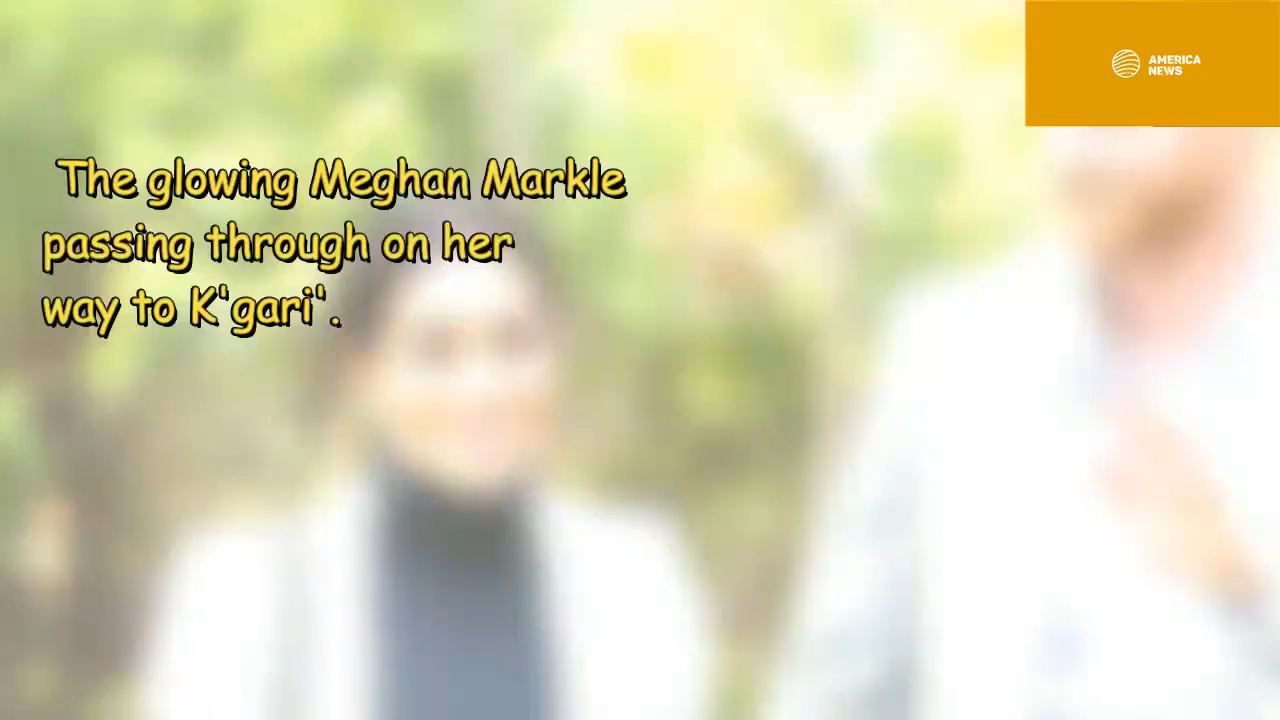 AMERICA
NEWS
The glowing Meghan Markle
passing through on her
way to K'gari'.